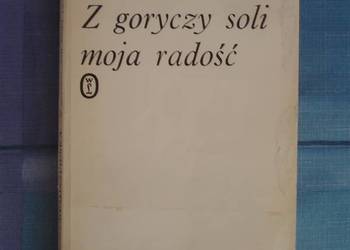 Z goryczy soli
moja radość